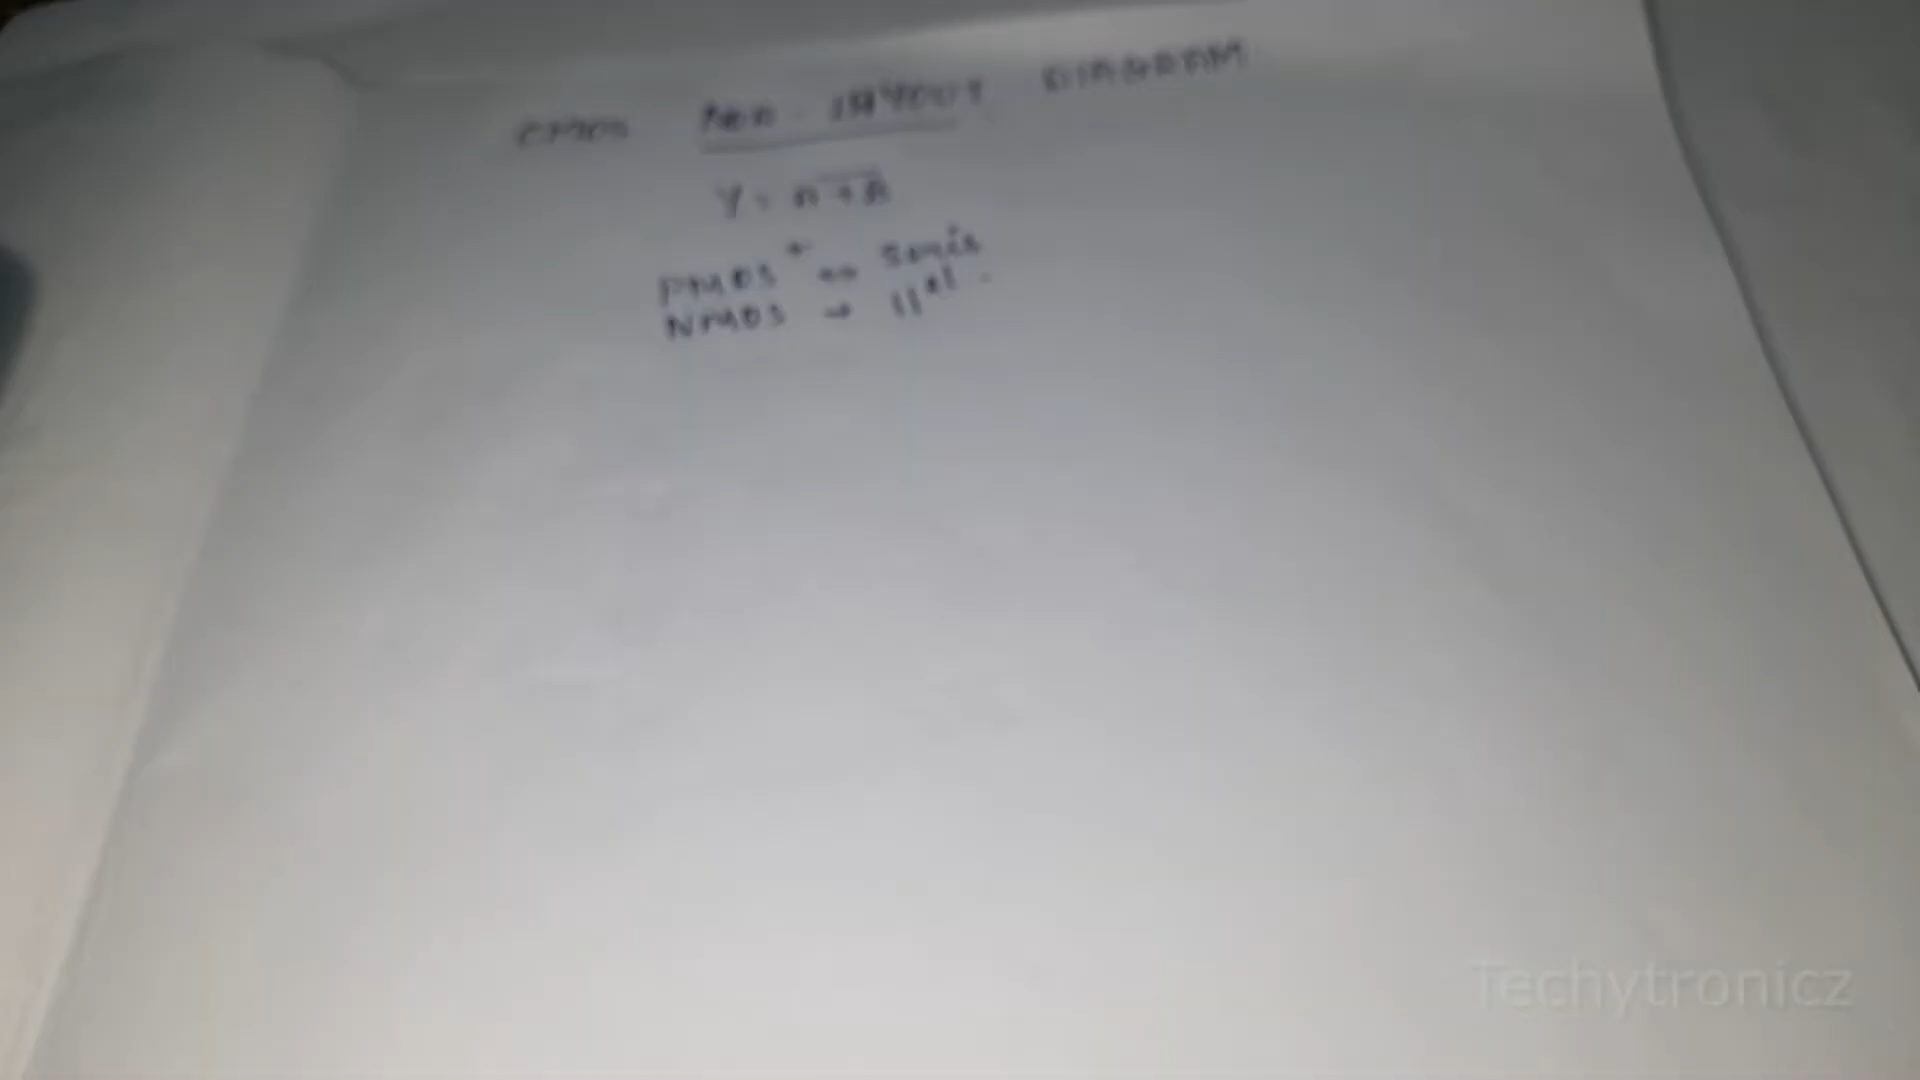 CMOS NOR - LAYOUT DIAGRAM
Y = A + B
PMOS → Series
NMOS → 11el.
Techytronicz